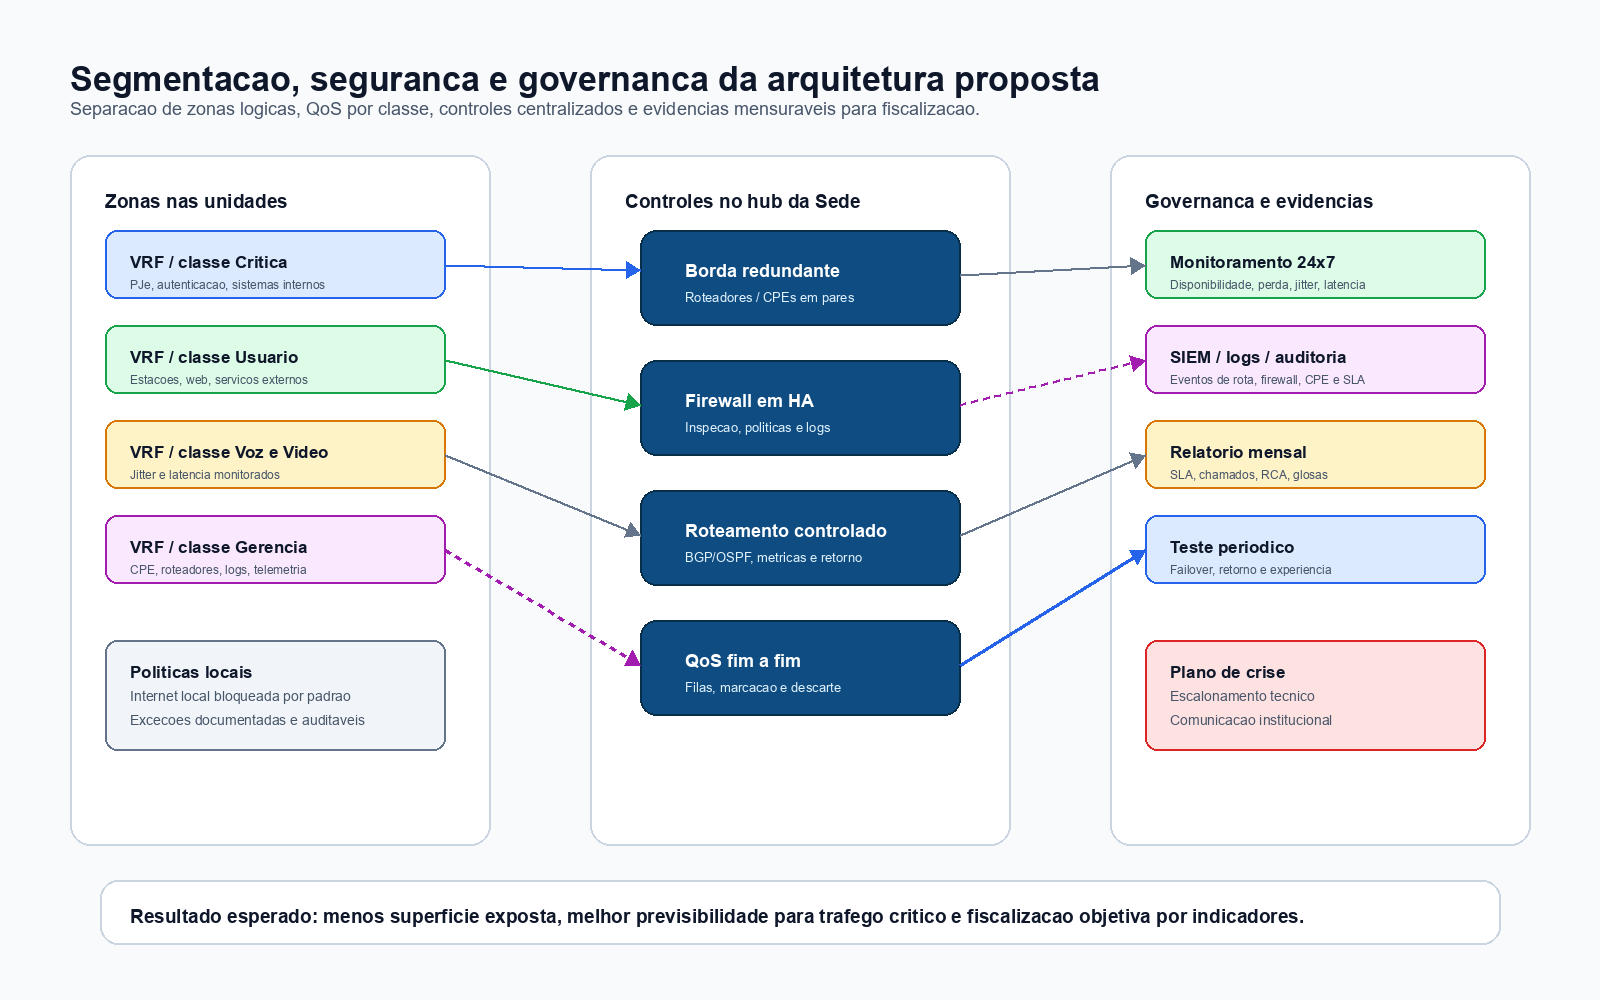 Segmentacao, seguranca e governanca da arquitetura proposta
Separacao de zonas logicas, QoS por classe, controles centralizados e evidencias mensuraveis para fiscalizacao.
Zonas nas unidades
VRF / classe Critica
PJe, autenticacao, sistemas internos
VRF / classe Usuario
Estacoes, web, servicos externos
VRF / classe Voz e Video
Jitter e latencia monitorados
VRF / classe Gerencia
CPE, roteadores, logs, telemetria
Politicas locais
Internet local bloqueada por padrao
Excecoes documentadas e auditaveis
Controles no hub da Sede
Borda redundante
Roteadores / CPEs em pares
Firewall em HA
Inspecao, politicas e logs
Roteamento controlado
BGP/OSPF, metricas e retorno
QoS fim a fim
Filas, marcacao e descarte
Governanca e evidencias
Monitoramento 24x7
Disponibilidade, perda, jitter, latencia
SIEM / logs / auditoria
Eventos de rota, firewall, CPE e SLA
Relatorio mensal
SLA, chamados, RCA, glosas
Teste periodico
Failover, retorno e experiencia
Plano de crise
Escalonamento tecnico
Comunicacao institucional
Resultado esperado: menos superficie exposta, melhor previsibilidade para trafego critico e fiscalizacao objetiva por indicadores.